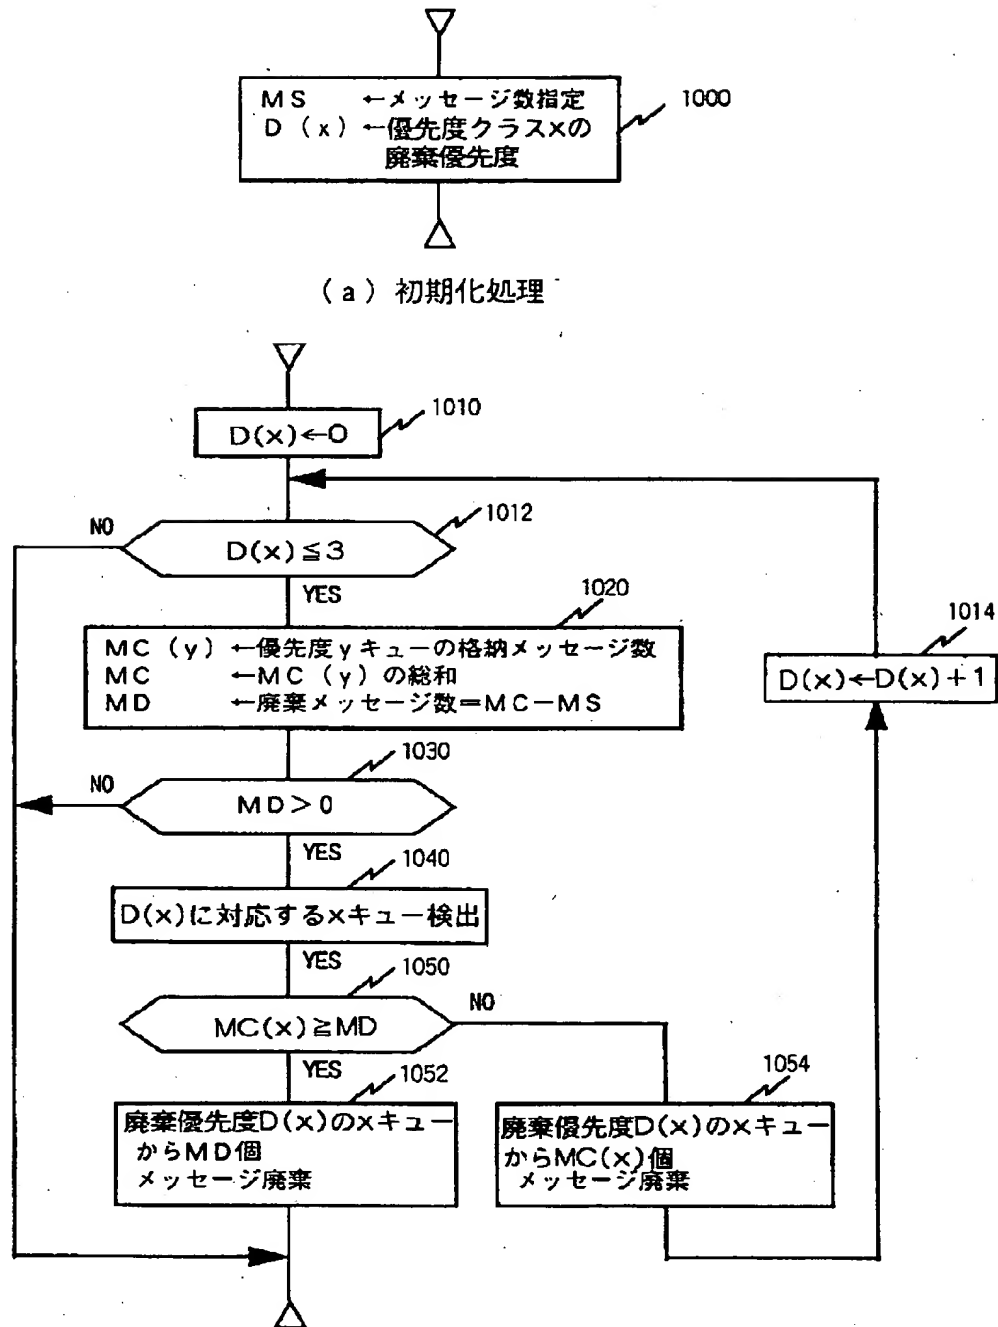 MS ←メッセージ数指定
D(x)←優先度クラスxの
廃棄優先度
1000
(a)初期化処理
D(x)←0
1010
D(x)≦3
1012
NO
YES
MC(y)←優先度yキューの格納メッセージ数
MC ←MC(y)の総和
MD ←廃棄メッセージ数=MC-MS
1020
D(x)←D(x)+1
1014
MD>0
1030
NO
YES
D(x)に対応するxキュー検出
1040
YES
MC(x)≧MD
1050
NO
YES
廃棄優先度D(x)のxキュー
からMD個
メッセージ廃棄
1052
廃棄優先度D(x)のxキュー
からMC(x)個
メッセージ廃棄
1054